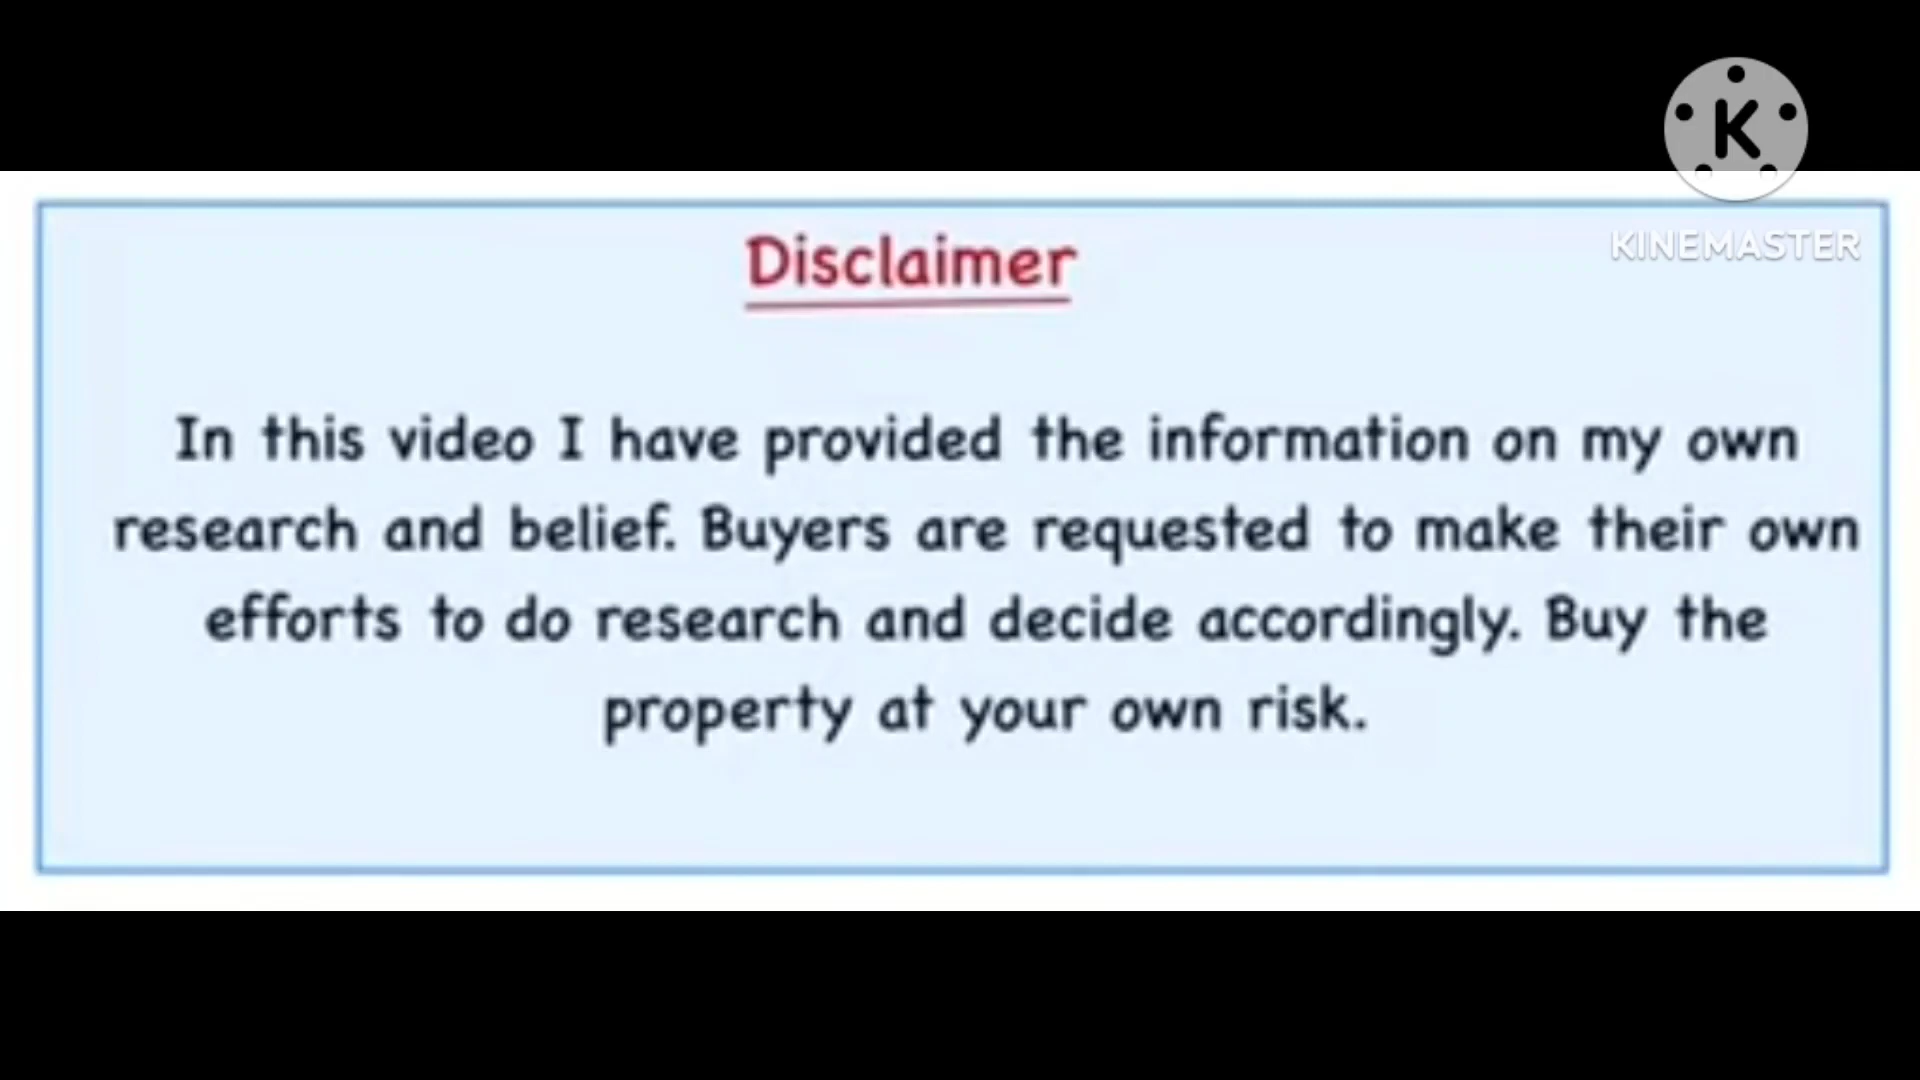 K
KINEMASTER
Disclaimer
In this video I have provided the information on my own
research and belief. Buyers are requested to make their own
efforts to do research and decide accordingly. Buy the
property at your own risk.